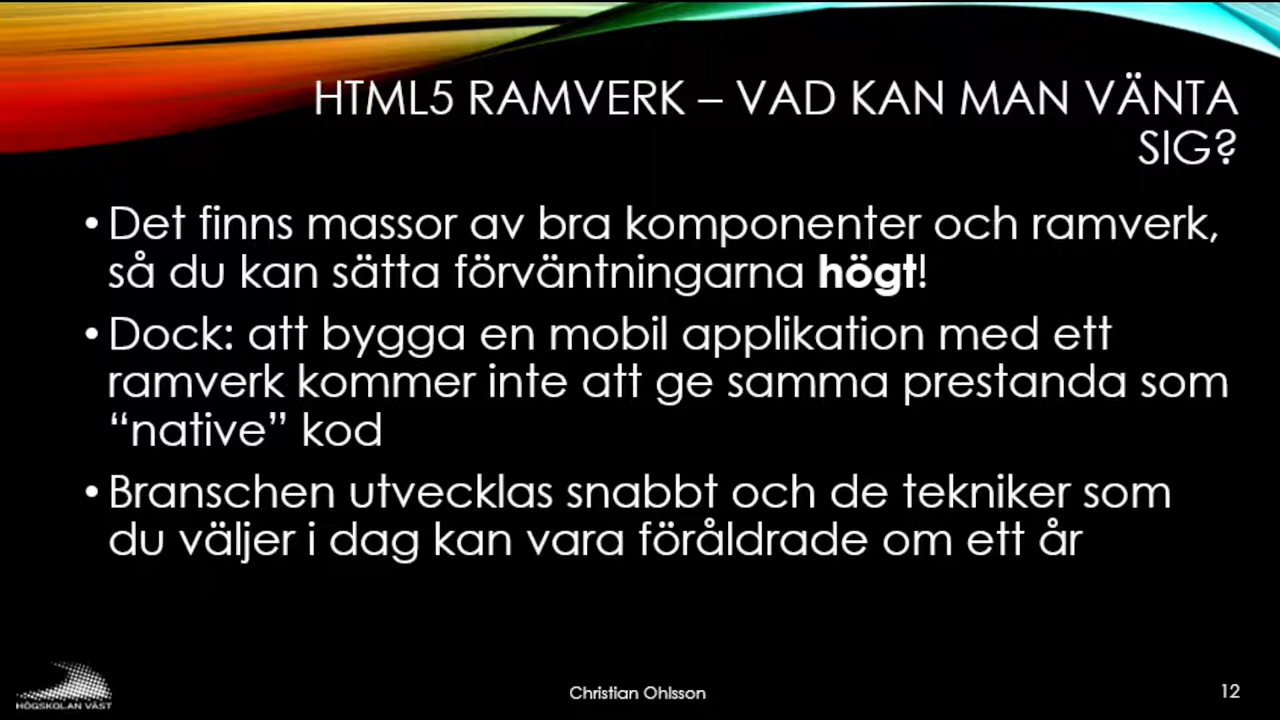 HTML5 RAMVERK – VAD KAN MAN VÄNTA
SIG?
• Det finns massor av bra komponenter och ramverk,
så du kan sätta förväntningarna högt!
• Dock: att bygga en mobil applikation med ett
ramverk kommer inte att ge samma prestanda som
“native” kod
• Branschen utvecklas snabbt och de tekniker som
du väljer i dag kan vara föråldrade om ett år
HÖGSKOLAN VÄST
Christian Ohlsson
12